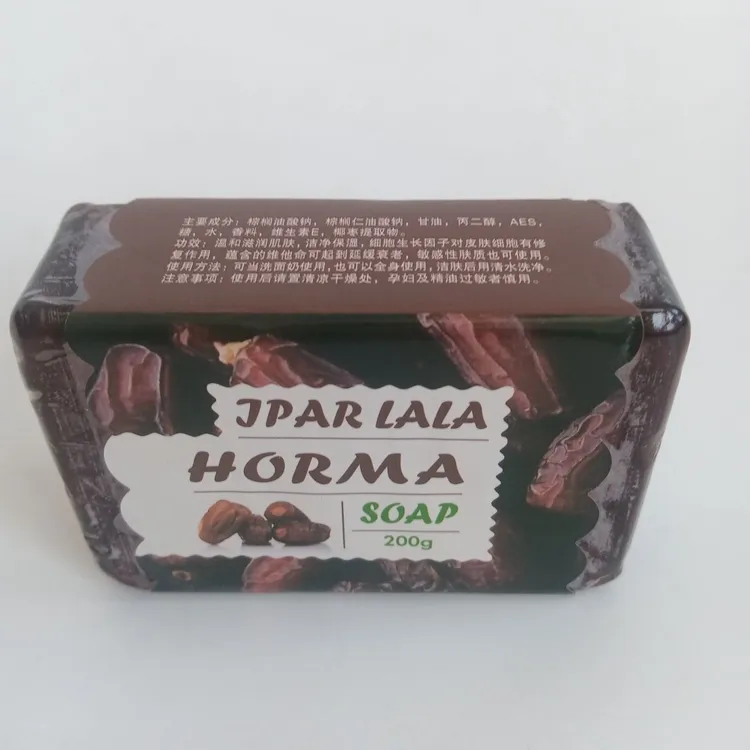 主要成分：棕榈油酸钠，棕榈仁油酸钠，甘油，丙二醇，AES，
糖、水，香料，维生素E，椰枣提取物。
功效：温和滋润肌肤，洁净保湿，细胞生长因子对皮肤细胞有修
复作用，蕴含的维他命可起到延缓衰老，敏感性肤质也可使用。
使用方法：可当洗面奶使用,也可以全身使用,洁肤后用清水洗净。
注意事项：使用后请置清凉干燥处，孕妇及精油过敏者慎用。
IPAR LALA
HORMA
SOAP
200g